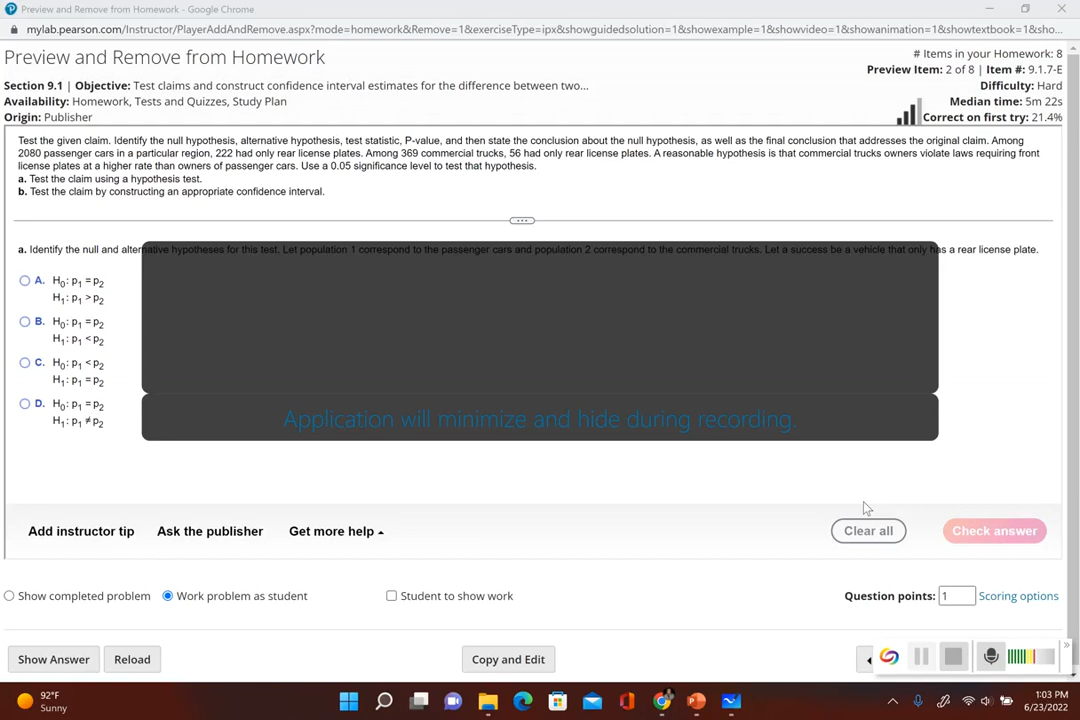 Preview and Remove from Homework - Google Chrome
mylab.pearson.com/Instructor/PlayerAddAndRemove.aspx?mode=homework&Remove=1&exerciseType=ipx&showguidedsolution=1&showexample=1&showvideo=1&showanimation=1&showtextbook=1&sho...
Preview and Remove from Homework
# Items in your Homework: 8
Preview Item: 2 of 8 | Item #: 9.1.7-E
Section 9.1 | Objective: Test claims and construct confidence interval estimates for the difference between two...
Difficulty: Hard
Availability: Homework, Tests and Quizzes, Study Plan
Median time: 5m 22s
Origin: Publisher
Correct on first try: 21.4%
Test the given claim. Identify the null hypothesis, alternative hypothesis, test statistic, P-value, and then state the conclusion about the null hypothesis, as well as the final conclusion that addresses the original claim. Among
2080 passenger cars in a particular region, 222 had only rear license plates. Among 369 commercial trucks, 56 had only rear license plates. A reasonable hypothesis is that commercial trucks owners violate laws requiring front
license plates at a higher rate than owners of passenger cars. Use a 0.05 significance level to test that hypothesis.
a. Test the claim using a hypothesis test.
b. Test the claim by constructing an appropriate confidence interval.
a. Identify the null and alternative hypotheses for this test. Let population 1 correspond to the passenger cars and population 2 correspond to the commercial trucks. Let a success be a vehicle that only has a rear license plate.
A. H0: p1 = p2
H1: p1 > p2
B. H0: p1 = p2
H1: p1 < p2
C. H0: p1 < p2
H1: p1 = p2
D. H0: p1 = p2
H1: p1 ≠ p2
Application will minimize and hide during recording.
Add instructor tip
Ask the publisher
Get more help
Clear all
Check answer
Show completed problem
Work problem as student
Student to show work
Question points: 1
Scoring options
Show Answer
Reload
Copy and Edit
92°F
Sunny
1:03 PM
6/23/2022